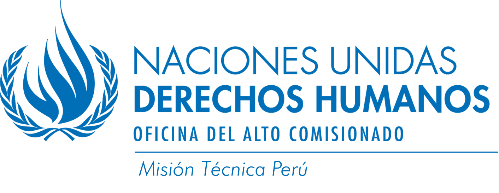 NACIONES UNIDAS
DERECHOS HUMANOS
OFICINA DEL ALTO COMISIONADO
Misión Técnica Perú